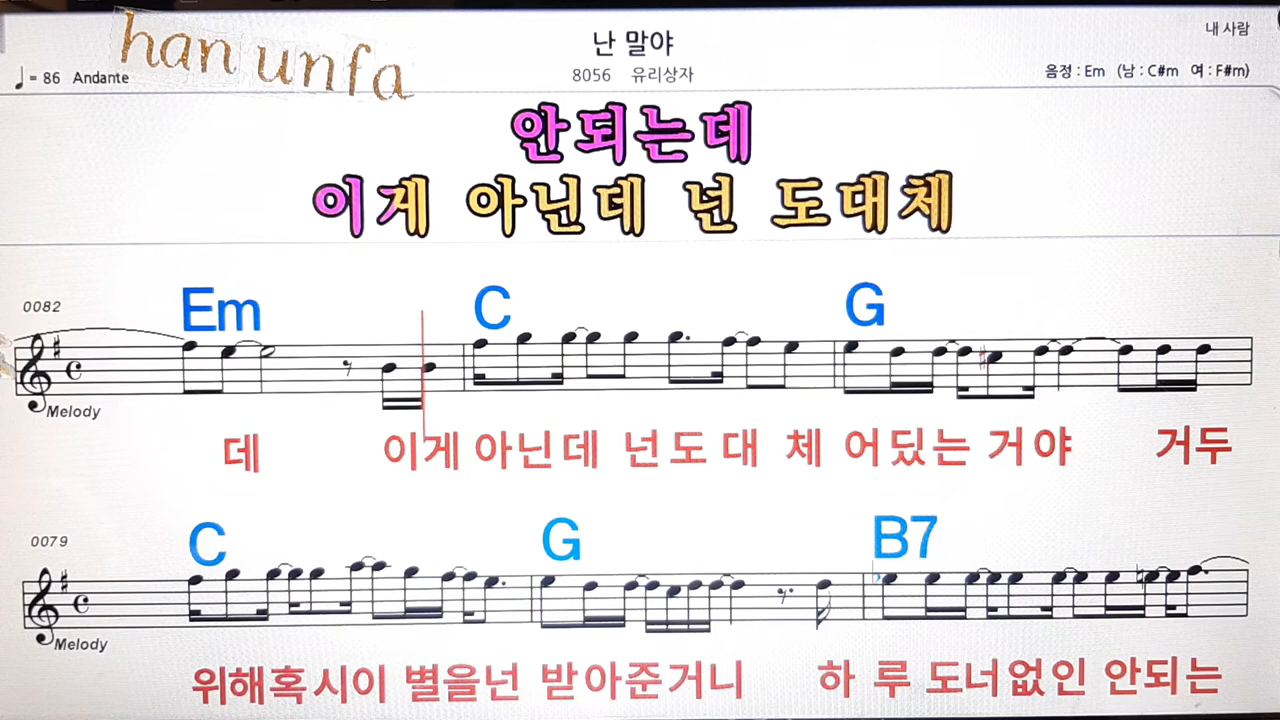 han unfa
난 말야
내 사람
♩= 86 Andante
8056 유리상자
음정 : Em (남 : C#m 여 : F#m)
안되는데
이게 아닌데 넌 도대체
0082
Em C G
Melody
데 이게 아닌데 넌도대 체 어딨는 거야 거두
0079
C G B7
Melody
위해혹시이 별을넌 받아준거니 하 루 도너없인 안되는